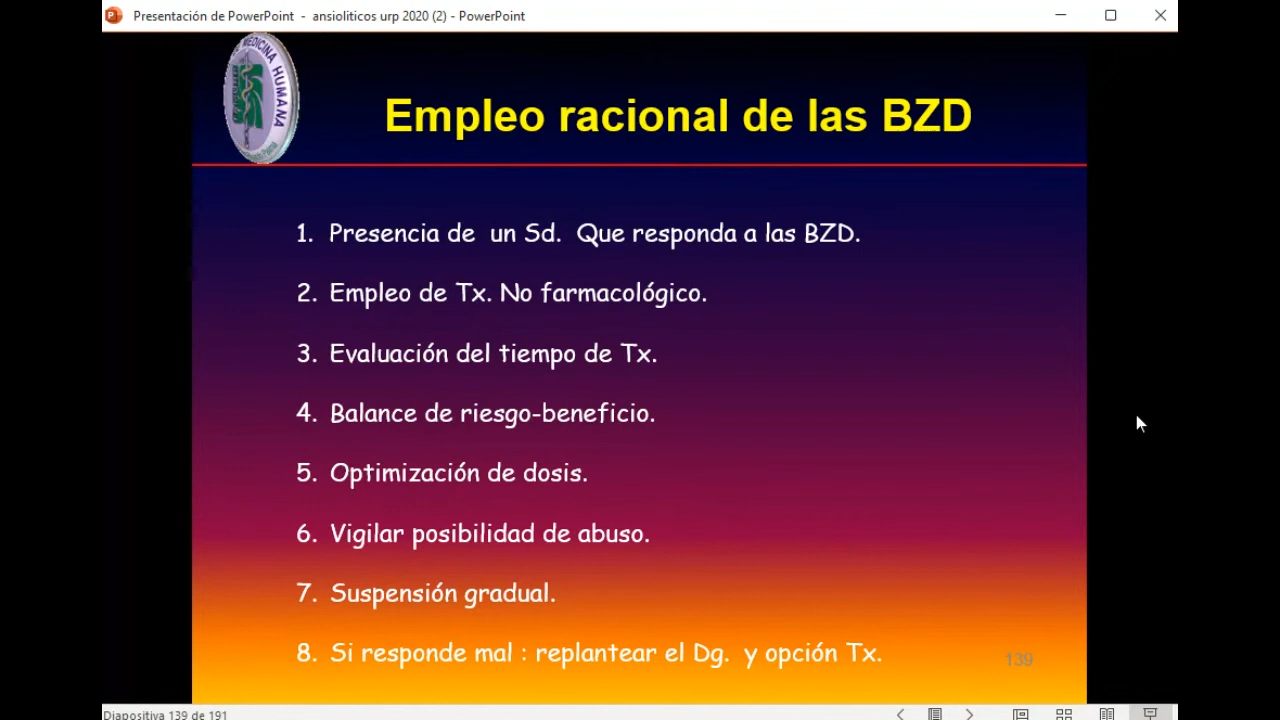 Presentación de PowerPoint - ansioliticos urp 2020 (2) - PowerPoint
MEDICINA HUMANA
Empleo racional de las BZD
1. Presencia de un Sd. Que responda a las BZD.
2. Empleo de Tx. No farmacológico.
3. Evaluación del tiempo de Tx.
4. Balance de riesgo-beneficio.
5. Optimización de dosis.
6. Vigilar posibilidad de abuso.
7. Suspensión gradual.
8. Si responde mal : replantear el Dg. y opción Tx.
139
Diapositiva 139 de 191